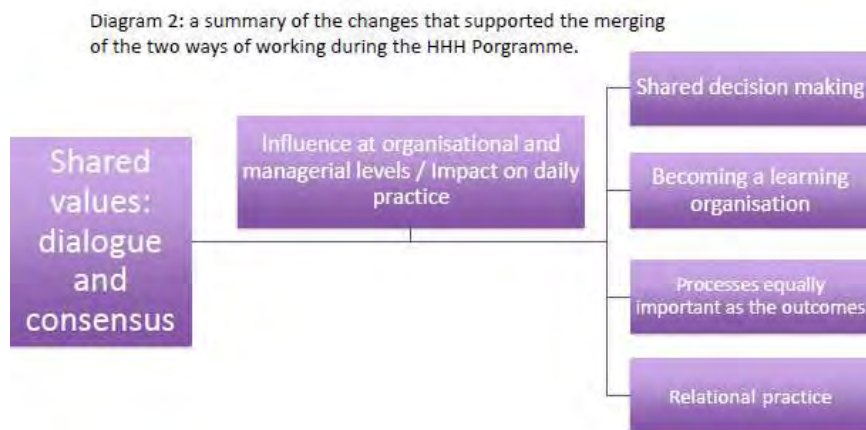 Diagram 2: a summary of the changes that supported the merging
of the two ways of working during the HHH Porgramme.
Shared
values:
dialogue
and
consensus
Influence at organisational and
managerial levels / Impact on daily
practice
Shared decision making
Becoming a learning
organisation
Processes equally
important as the outcomes
Relational practice